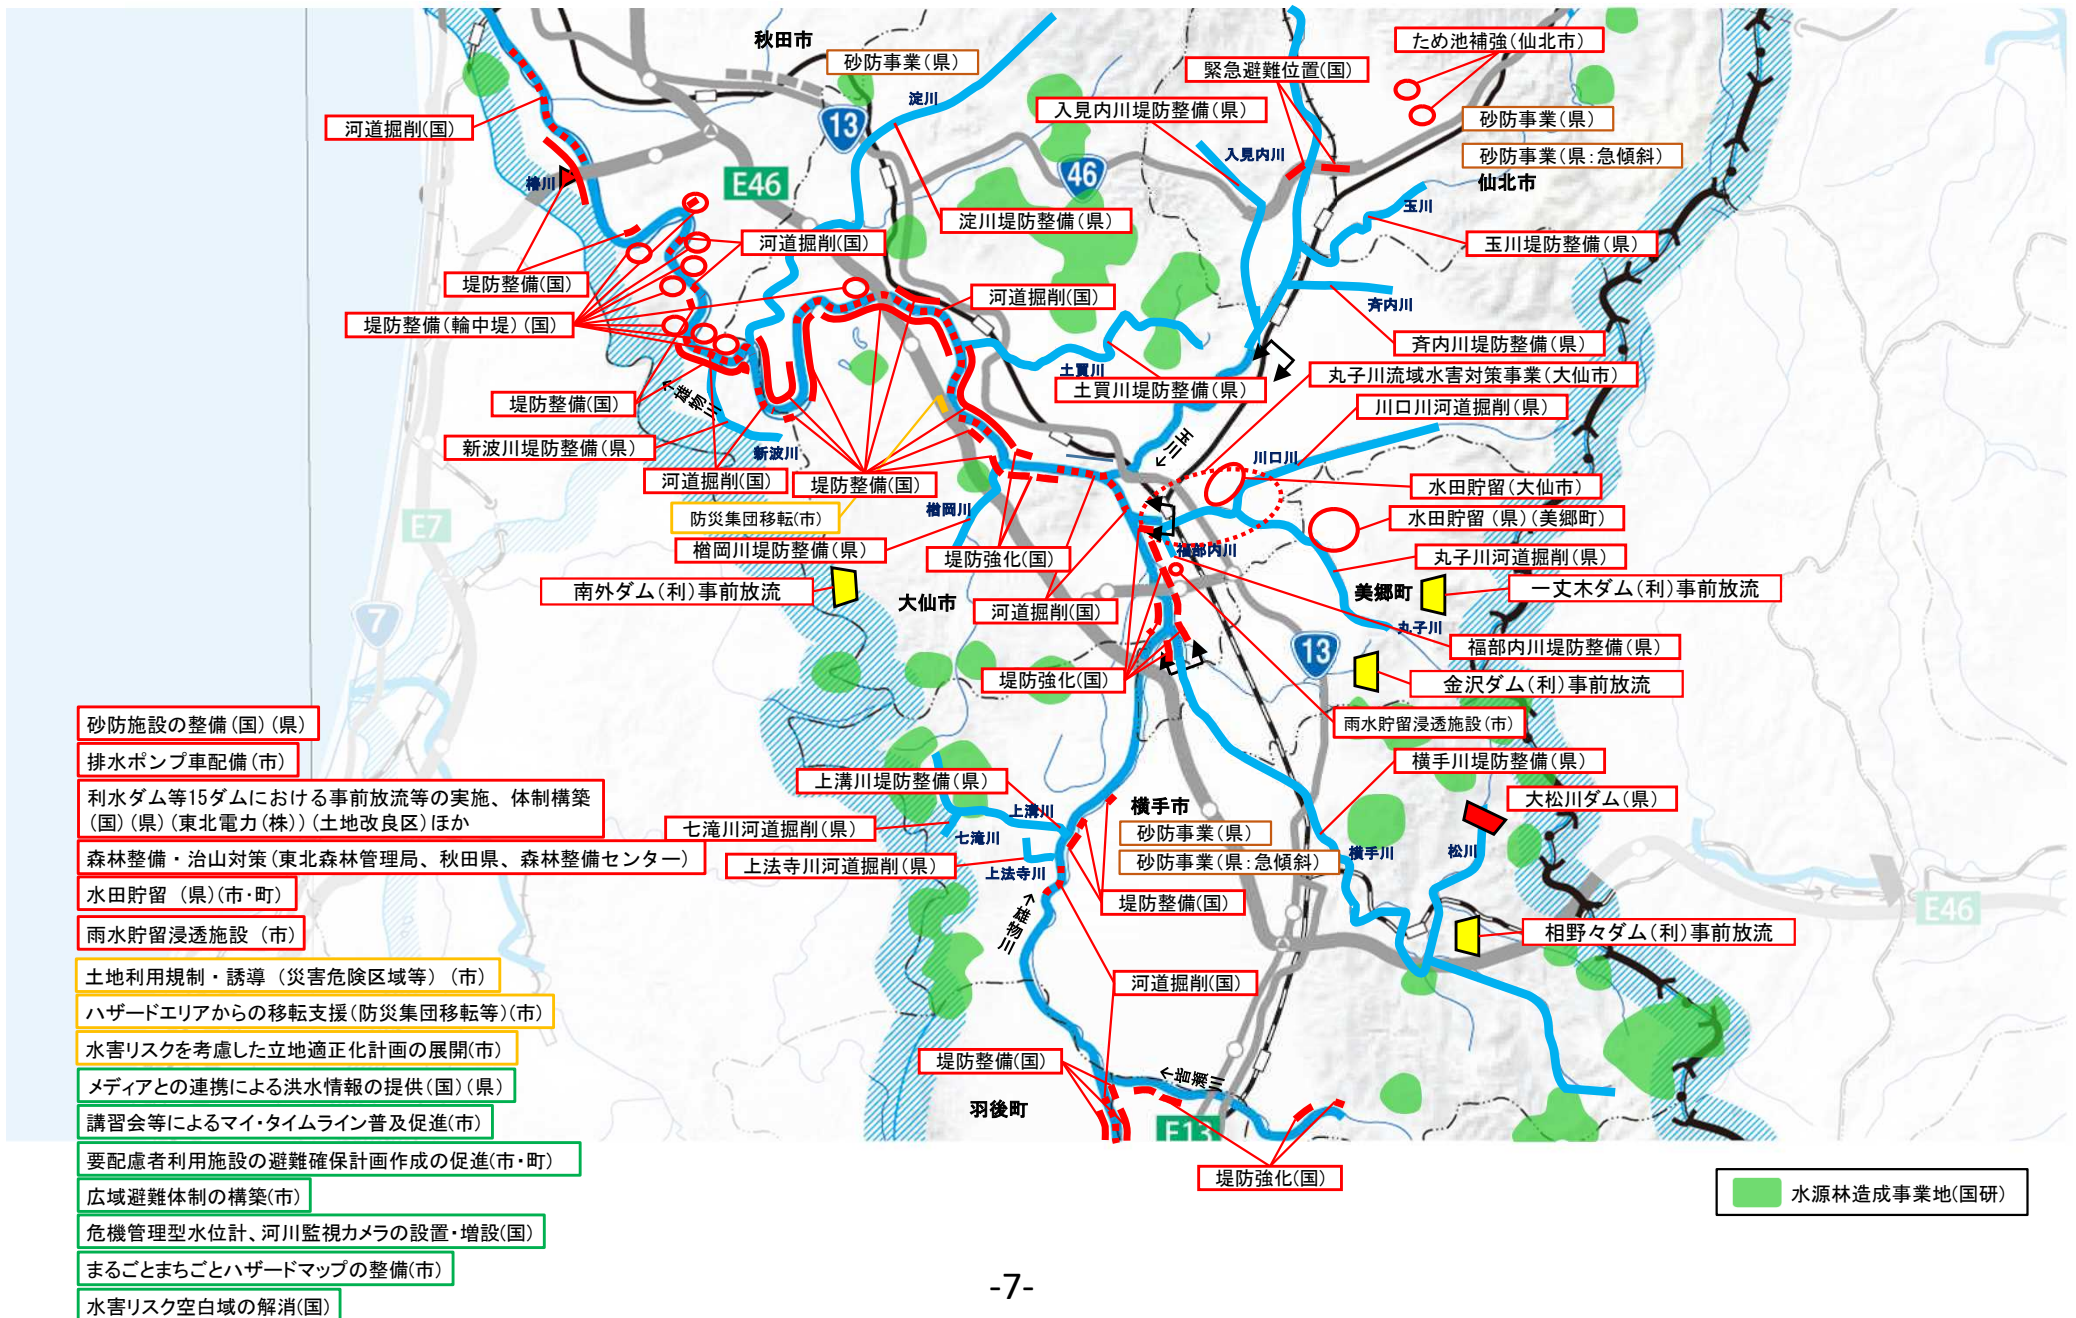 秋田市
砂防事業(県)
淀川
13
緊急避難位置(国)
ため池補強(仙北市)
河道掘削(国)
入見内川堤防整備(県)
砂防事業(県)
入見内川
46
砂防事業(県:急傾斜)
椿川
E46
仙北市
玉川
淀川堤防整備(県)
河道掘削(国)
玉川堤防整備(県)
堤防整備(国)
河道掘削(国)
斉内川
堤防整備(輪中堤)(国)
斉内川堤防整備(県)
土買川
丸子川流域水害対策事業(大仙市)
土買川堤防整備(県)
堤防整備(国)
←雄物川
川口川河道掘削(県)
新波川堤防整備(県)
新波川
←玉川
川口川
河道掘削(国)
堤防整備(国)
水田貯留(大仙市)
防災集団移転(市)
楢岡川
水田貯留(県)(美郷町)
E7
楢岡川堤防整備(県)
堤防強化(国)
福部内川
丸子川河道掘削(県)
南外ダム(利)事前放流
大仙市
河道掘削(国)
美郷町
一丈木ダム(利)事前放流
7
丸子川
13
福部内川堤防整備(県)
堤防強化(国)
金沢ダム(利)事前放流
雨水貯留浸透施設(市)
横手川堤防整備(県)
上溝川堤防整備(県)
大松川ダム(県)
横手市
上溝川
七滝川河道掘削(県)
七滝川
砂防事業(県)
横手川
松川
上法寺川河道掘削(県)
上法寺川
砂防事業(県:急傾斜)
堤防整備(国)
←雄物川
E46
相野々ダム(利)事前放流
河道掘削(国)
堤防整備(国)
←皆瀬川
羽後町
E13
堤防強化(国)
砂防施設の整備(国)(県)
排水ポンプ車配備(市)
利水ダム等15ダムにおける事前放流等の実施、体制構築
(国)(県)(東北電力(株))(土地改良区)ほか
森林整備・治山対策(東北森林管理局、秋田県、森林整備センター)
水田貯留 (県)(市・町)
雨水貯留浸透施設 (市)
土地利用規制・誘導 (災害危険区域等) (市)
ハザードエリアからの移転支援(防災集団移転等)(市)
水害リスクを考慮した立地適正化計画の展開(市)
メディアとの連携による洪水情報の提供(国)(県)
講習会等によるマイ・タイムライン普及促進(市)
要配慮者利用施設の避難確保計画作成の促進(市・町)
広域避難体制の構築(市)
危機管理型水位計、河川監視カメラの設置・増設(国)
まるごとまちごとハザードマップの整備(市)
水害リスク空白域の解消(国)
水源林造成事業地(国研)
-7-